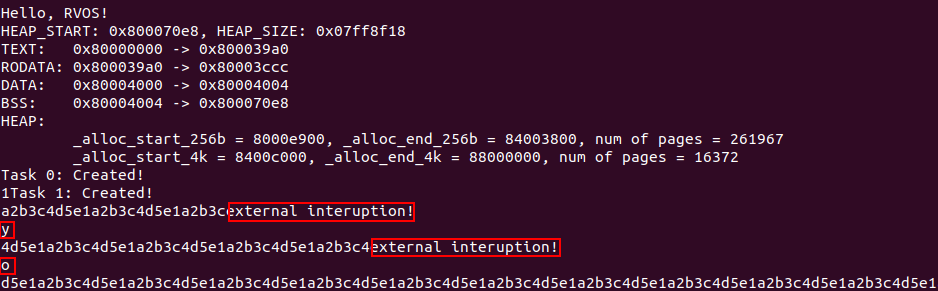 Hello, RVOS!
HEAP_START: 0x800070e8, HEAP_SIZE: 0x07ff8f18
TEXT:   0x80000000 -> 0x800039a0
RODATA: 0x800039a0 -> 0x80003ccc
DATA:   0x80004000 -> 0x80004004
BSS:    0x80004004 -> 0x800070e8
HEAP:
        _alloc_start_256b = 8000e900, _alloc_end_256b = 84003800, num of pages = 261967
        _alloc_start_4k = 8400c000, _alloc_end_4k = 88000000, num of pages = 16372
Task 0: Created!
1Task 1: Created!
a2b3c4d5e1a2b3c4d5e1a2b3cexternal interuption!
y
4d5e1a2b3c4d5e1a2b3c4d5e1a2b3c4d5e1a2b3c4external interuption!
o
d5e1a2b3c4d5e1a2b3c4d5e1a2b3c4d5e1a2b3c4d5e1a2b3c4d5e1a2b3c4d5e1a2b3c4d5e1a2b3c4d5e1a2b3c4d5e1a2b3c4d5e1